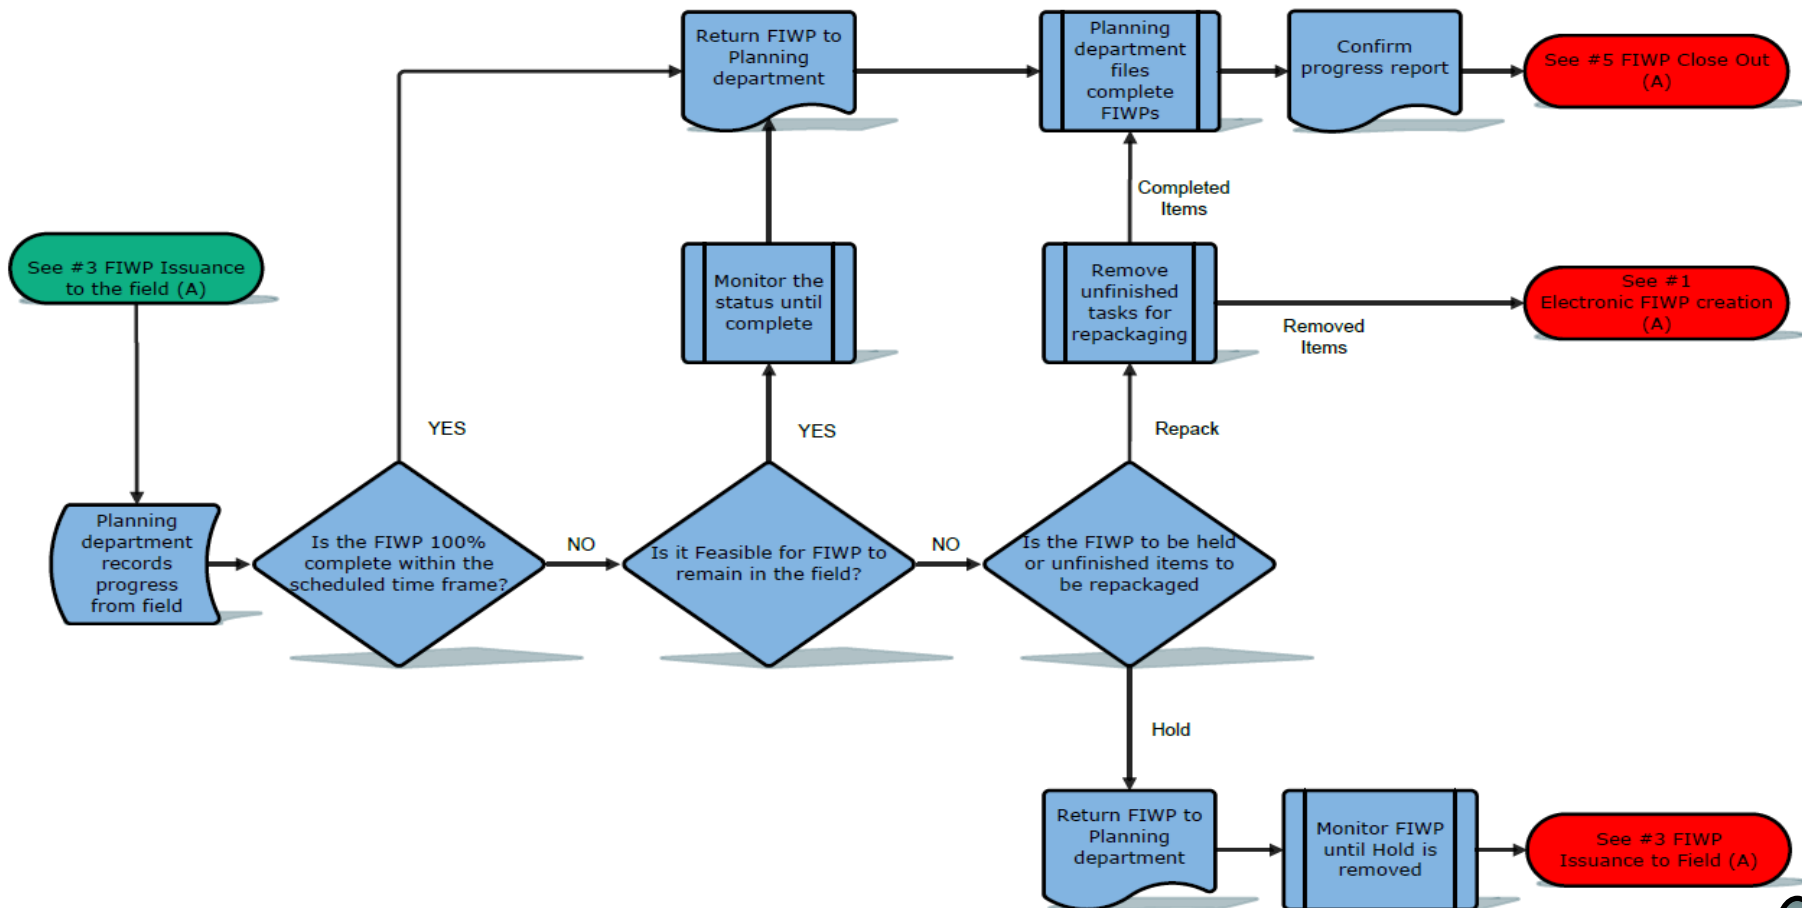 Return FIWP to
Planning
department
Planning
department
files
complete
FIWPs
Confirm
progress report
See #5 FIWP Close Out
(A)
Completed
Items
See #3 FIWP Issuance
to the field (A)
Monitor the
status until
complete
Remove
unfinished
tasks for
repackaging
See #1
Electronic FIWP creation
(A)
Removed
Items
YES
YES
Repack
Planning
department
records
progress
from field
Is the FIWP 100%
complete within the
scheduled time frame?
NO
Is it Feasible for FIWP to
remain in the field?
NO
Is the FIWP to be held
or unfinished items to
be repackaged
Hold
Return FIWP to
Planning
department
Monitor FIWP
until Hold is
removed
See #3 FIWP
Issuance to Field (A)